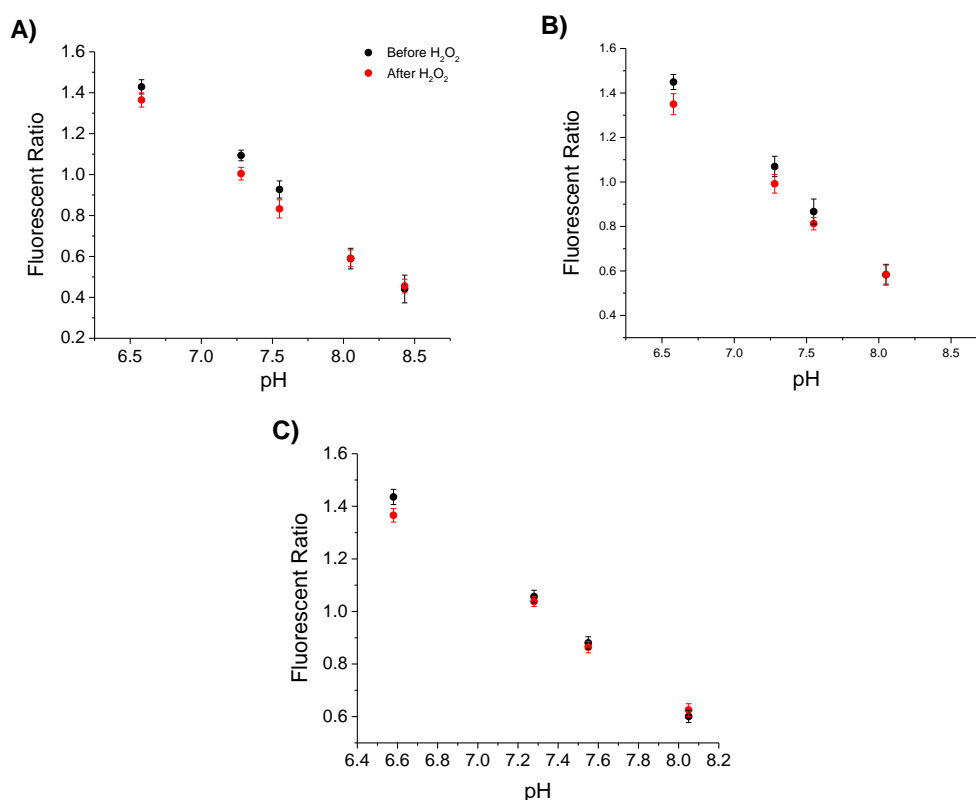 A)
Before H₂O₂
After H₂O₂
1.6
1.4
1.2
1.0
0.8
0.6
0.4
0.2
Fluorescent Ratio
6.5 7.0 7.5 8.0 8.5
pH
B)
1.6
1.4
1.2
1.0
0.8
0.6
0.4
Fluorescent Ratio
6.5 7.0 7.5 8.0 8.5
pH
C)
1.6
1.4
1.2
1.0
0.8
0.6
Fluorescent Ratio
6.4 6.6 6.8 7.0 7.2 7.4 7.6 7.8 8.0 8.2
pH